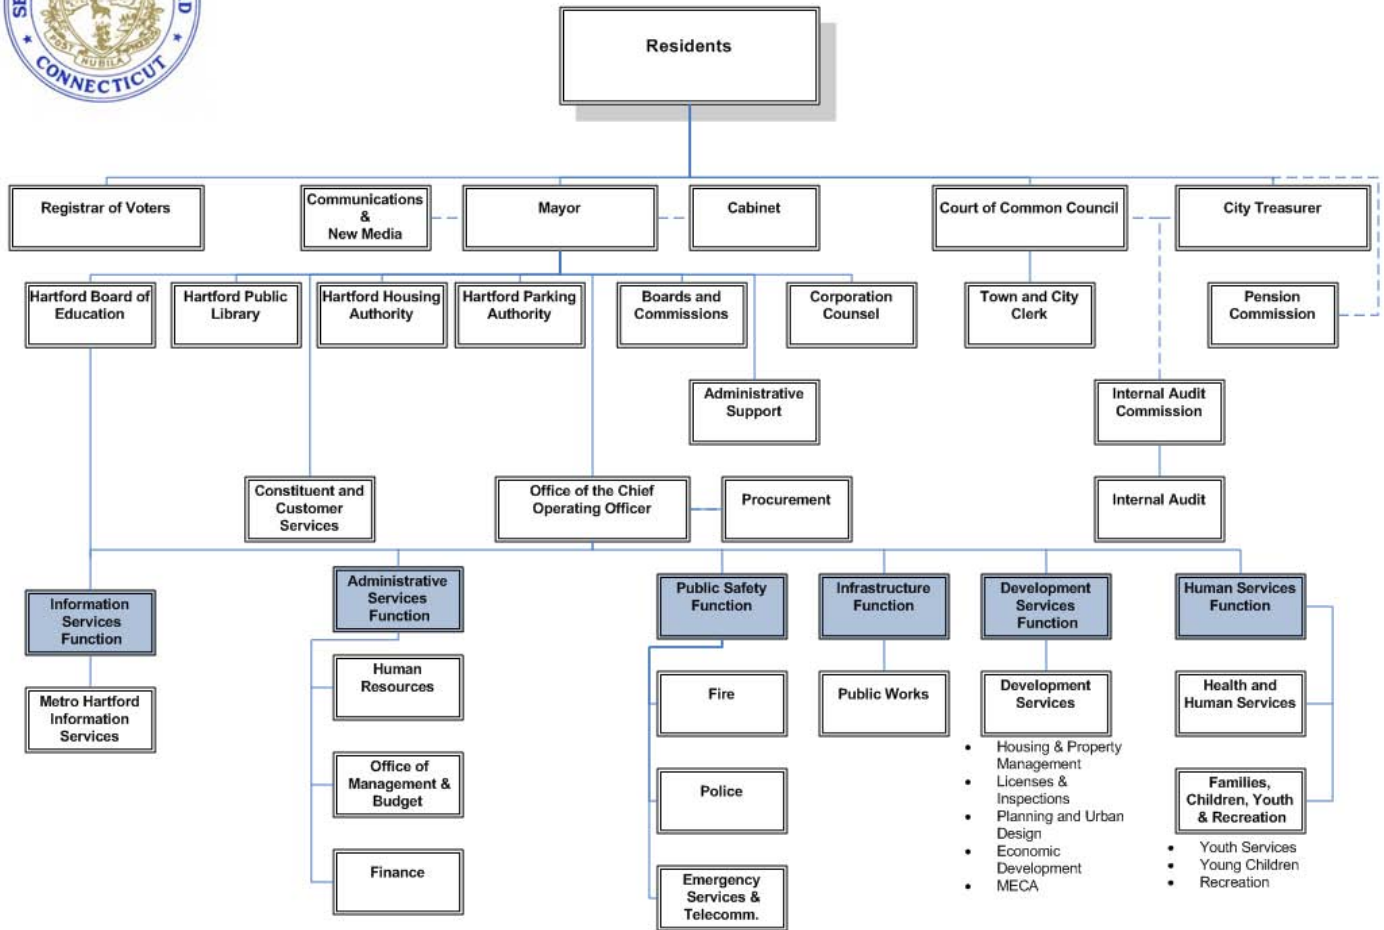 SE
D
POST
NUBILA
CONNECTICUT
Residents
Registrar of Voters
Communications
&
New Media
Mayor
Cabinet
Court of Common Council
City Treasurer
Hartford Board of
Education
Hartford Public
Library
Hartford Housing
Authority
Hartford Parking
Authority
Boards and
Commissions
Corporation
Counsel
Town and City
Clerk
Pension
Commission
Administrative
Support
Internal Audit
Commission
Constituent and
Customer
Services
Office of the Chief
Operating Officer
Procurement
Internal Audit
Information
Services
Function
Administrative
Services
Function
Public Safety
Function
Infrastructure
Function
Development
Services
Function
Human Services
Function
Metro Hartford
Information
Services
Human
Resources
Office of
Management &
Budget
Finance
Fire
Police
Emergency
Services &
Telecomm.
Public Works
Development
Services
• Housing & Property
Management
• Licenses &
Inspections
• Planning and Urban
Design
• Economic
Development
• MECA
Health and
Human Services
Families,
Children, Youth
& Recreation
• Youth Services
• Young Children
• Recreation